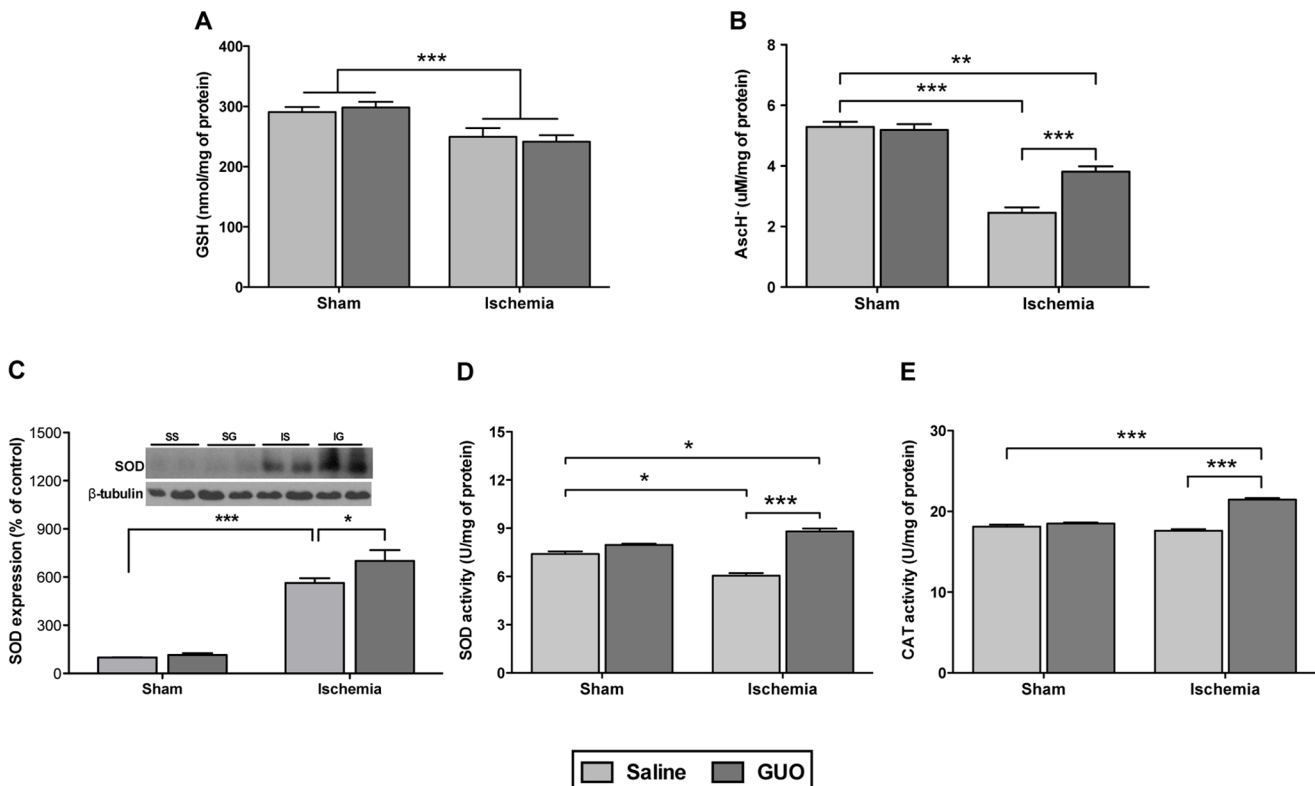 A
GSH (nmol/mg of protein)
400
300
200
100
0
***
Sham
Ischemia
B
AscH⁻ (uM/mg of protein)
8
6
4
2
0
**
***
***
Sham
Ischemia
C
SOD expression (% of control)
1500
1200
900
600
300
0
SS
SG
IS
IG
SOD
β-tubulin
***
*
Sham
Ischemia
D
SOD activity (U/mg of protein)
15
12
9
6
3
0
*
*
***
Sham
Ischemia
E
CAT activity (U/mg of protein)
30
20
10
0
***
***
Sham
Ischemia
Saline
GUO